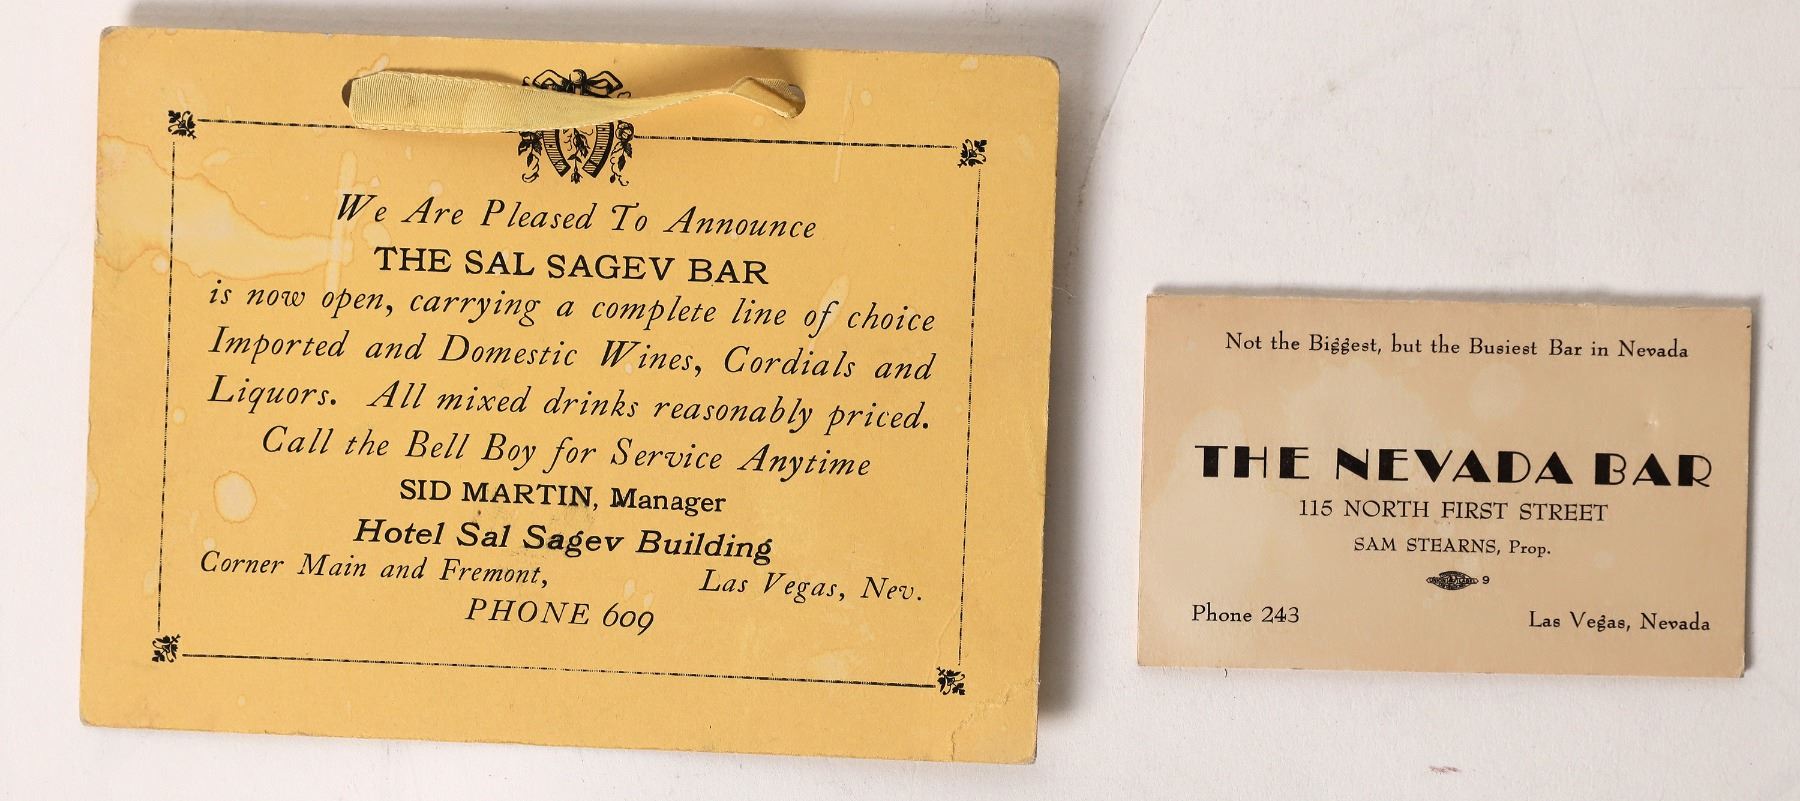 We Are Pleased To Announce
THE SAL SAGEV BAR
is now open, carrying a complete line of choice
Imported and Domestic Wines, Cordials and
Liquors. All mixed drinks reasonably priced.
Call the Bell Boy for Service Anytime
SID MARTIN, Manager
Hotel Sal Sagev Building
Corner Main and Fremont, Las Vegas, Nev.
PHONE 609
Not the Biggest, but the Busiest Bar in Nevada
THE NEVADA BAR
115 NORTH FIRST STREET
SAM STEARNS, Prop.
9
Phone 243 Las Vegas, Nevada